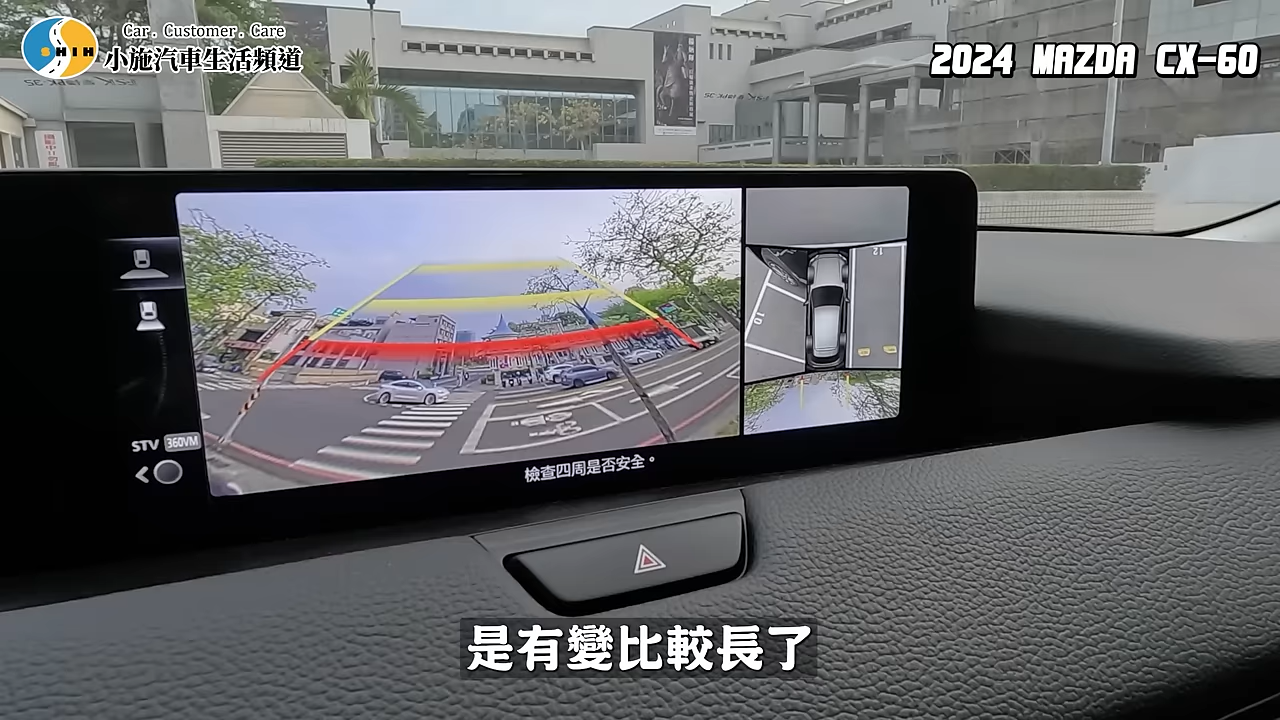 Car. Customer. Care
SHIH
小施汽車生活頻道
2024 MAZDA CX-60
STV 360VM
檢查四周是否安全。
是有變比較長了